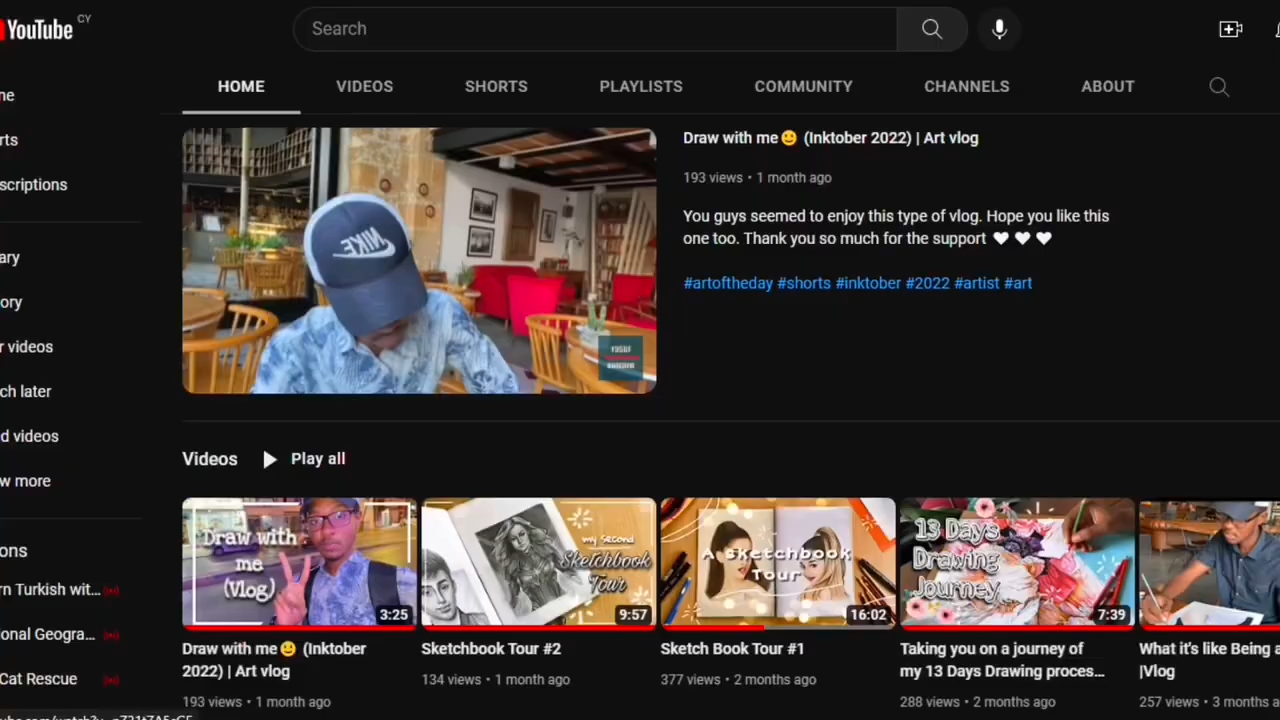 YouTube CY
Search
HOME VIDEOS SHORTS PLAYLISTS COMMUNITY CHANNELS ABOUT
ne
rts
scriptions
ary
ory
r videos
ch later
d videos
w more
ons
rn Turkish wit...
ional Geogra...
Cat Rescue
NIKE
YUSUF
Draw with me🙂 (Inktober 2022) | Art vlog
193 views • 1 month ago
You guys seemed to enjoy this type of vlog. Hope you like this
one too. Thank you so much for the support ❤ ❤ ❤
#artoftheday #shorts #inktober #2022 #artist #art
Videos Play all
Draw with
me
(Vlog)
3:25
Draw with me🙂 (Inktober
2022) | Art vlog
193 views • 1 month ago
my second
Sketchbook
Tour
9:57
Sketchbook Tour #2
134 views • 1 month ago
A sketchbook
Tour
16:02
Sketch Book Tour #1
377 views • 2 months ago
13 Days
Drawing
Journey
7:39
Taking you on a journey of
my 13 Days Drawing proces...
288 views • 2 months ago
What it's like Being a
|Vlog
257 views • 3 months a